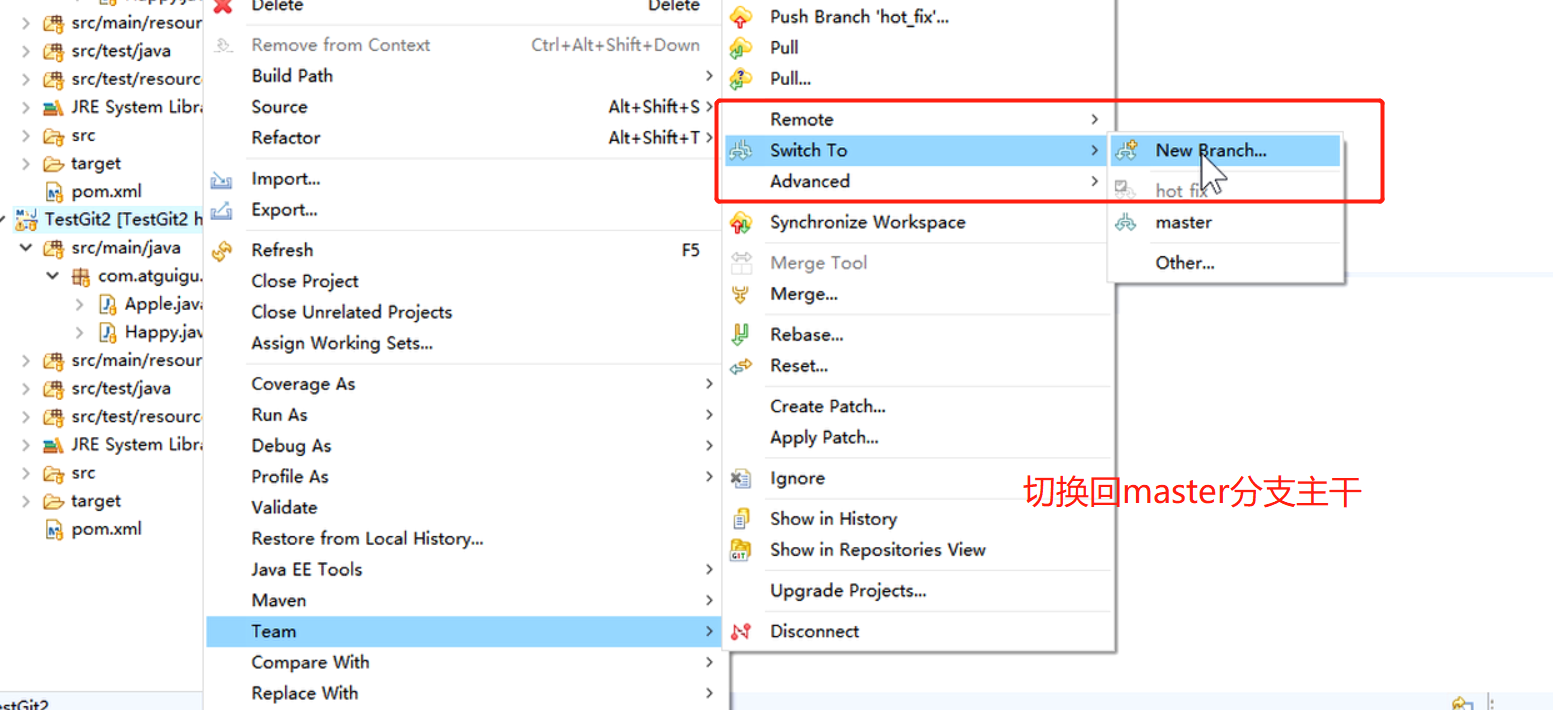 src/main/resour
src/test/java
src/test/resourc
JRE System Libra
src
target
pom.xml
TestGit2 [TestGit2 h
src/main/java
com.atguigu.
Apple.java
Happy.jav
src/main/resour
src/test/java
src/test/resourc
JRE System Libra
src
target
pom.xml
Delete Delete
Remove from Context Ctrl+Alt+Shift+Down
Build Path
Source Alt+Shift+S
Refactor Alt+Shift+T
Import...
Export...
Refresh F5
Close Project
Close Unrelated Projects
Assign Working Sets...
Coverage As
Run As
Debug As
Profile As
Validate
Restore from Local History...
Java EE Tools
Maven
Team
Compare With
Replace With
Push Branch 'hot_fix'...
Pull
Pull...
Remote
Switch To
Advanced
Synchronize Workspace
Merge Tool
Merge...
Rebase...
Reset...
Create Patch...
Apply Patch...
Ignore
Show in History
Show in Repositories View
Upgrade Projects...
Disconnect
New Branch...
hot fix
master
Other...
切换回master分支主干